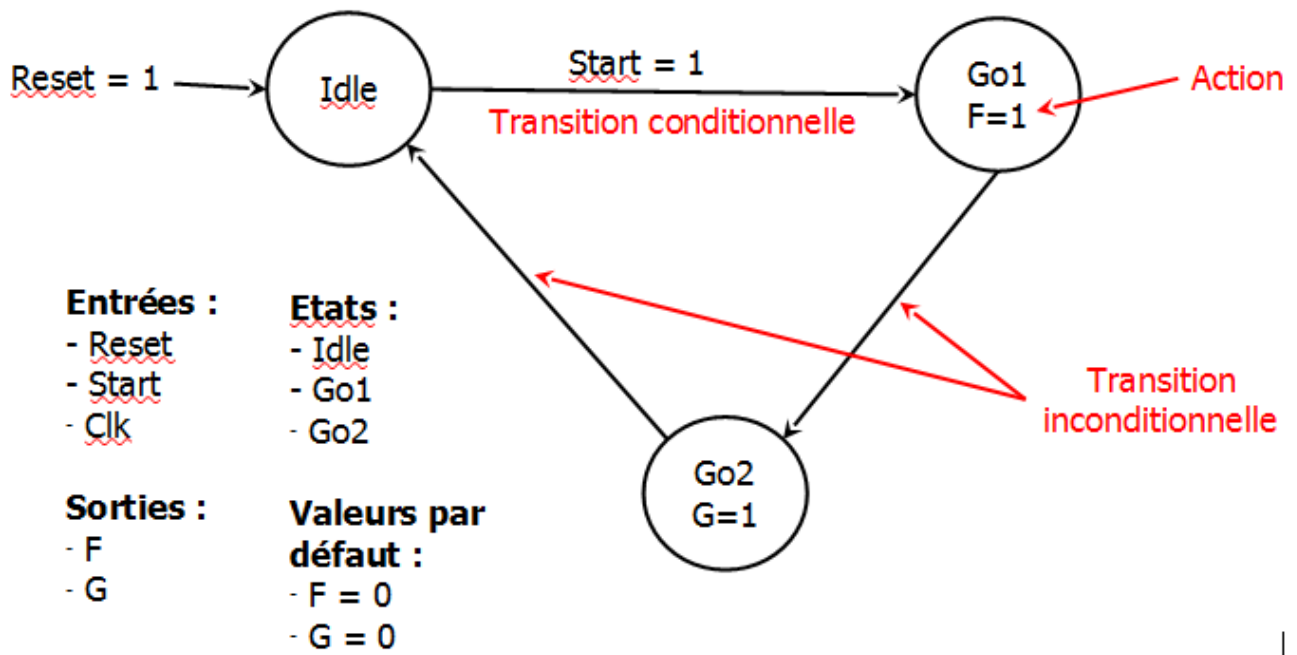 Reset = 1
Idle
Start = 1
Transition conditionnelle
Go1
F=1
Action
Transition
inconditionnelle
Go2
G=1
Entrées :
- Reset
- Start
- Clk
Etats :
- Idle
- Go1
- Go2
Sorties :
- F
- G
Valeurs par
défaut :
- F = 0
- G = 0